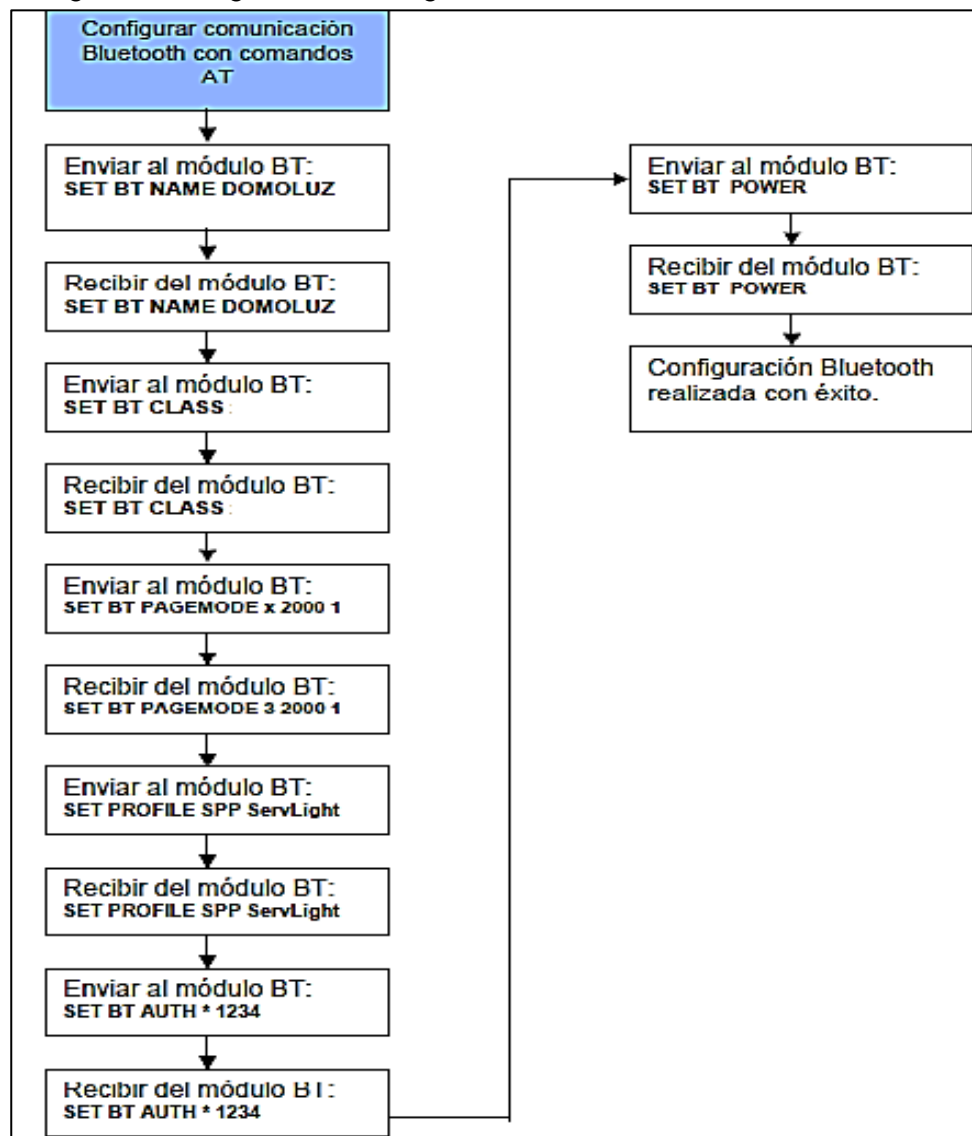 Configurar comunicación
Bluetooth con comandos
AT
Enviar al módulo BT:
SET BT NAME DOMOLUZ
Recibir del módulo BT:
SET BT NAME DOMOLUZ
Enviar al módulo BT:
SET BT CLASS :
Recibir del módulo BT:
SET BT CLASS :
Enviar al módulo BT:
SET BT PAGEMODE x 2000 1
Recibir del módulo BT:
SET BT PAGEMODE 3 2000 1
Enviar al módulo BT:
SET PROFILE SPP ServLight
Recibir del módulo BT:
SET PROFILE SPP ServLight
Enviar al módulo BT:
SET BT AUTH * 1234
Recibir del módulo BT:
SET BT AUTH * 1234
Enviar al módulo BT:
SET BT POWER
Recibir del módulo BT:
SET BT POWER
Configuración Bluetooth
realizada con éxito.